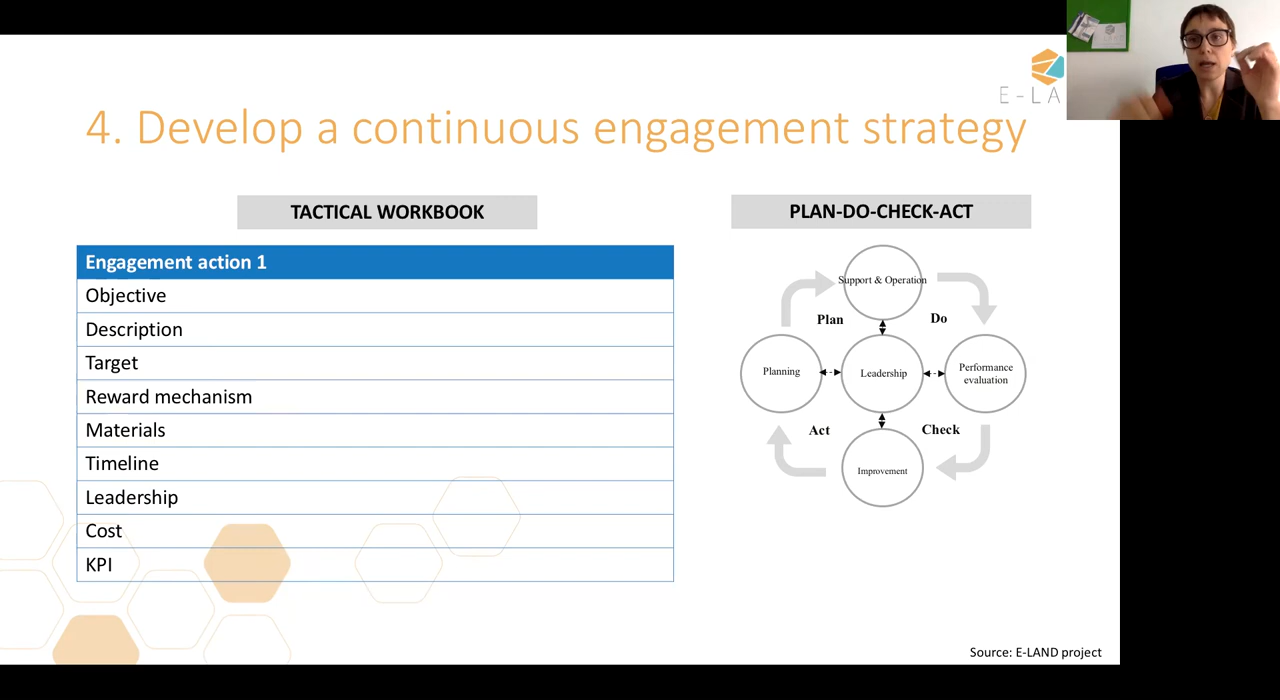 E-LA
4. Develop a continuous engagement strategy
TACTICAL WORKBOOK
Engagement action 1
Objective
Description
Target
Reward mechanism
Materials
Timeline
Leadership
Cost
KPI
PLAN-DO-CHECK-ACT
Support & Operation
Plan
Do
Planning
Leadership
Performance
evaluation
Act
Check
Improvement
Source: E-LAND project